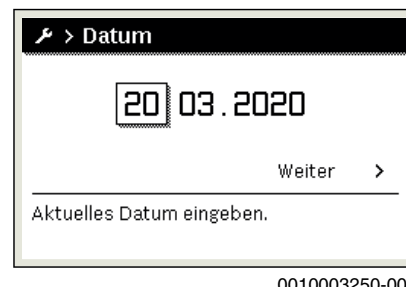 > Datum
20 03.2020
Weiter >
Aktuelles Datum eingeben.
0010003250-00